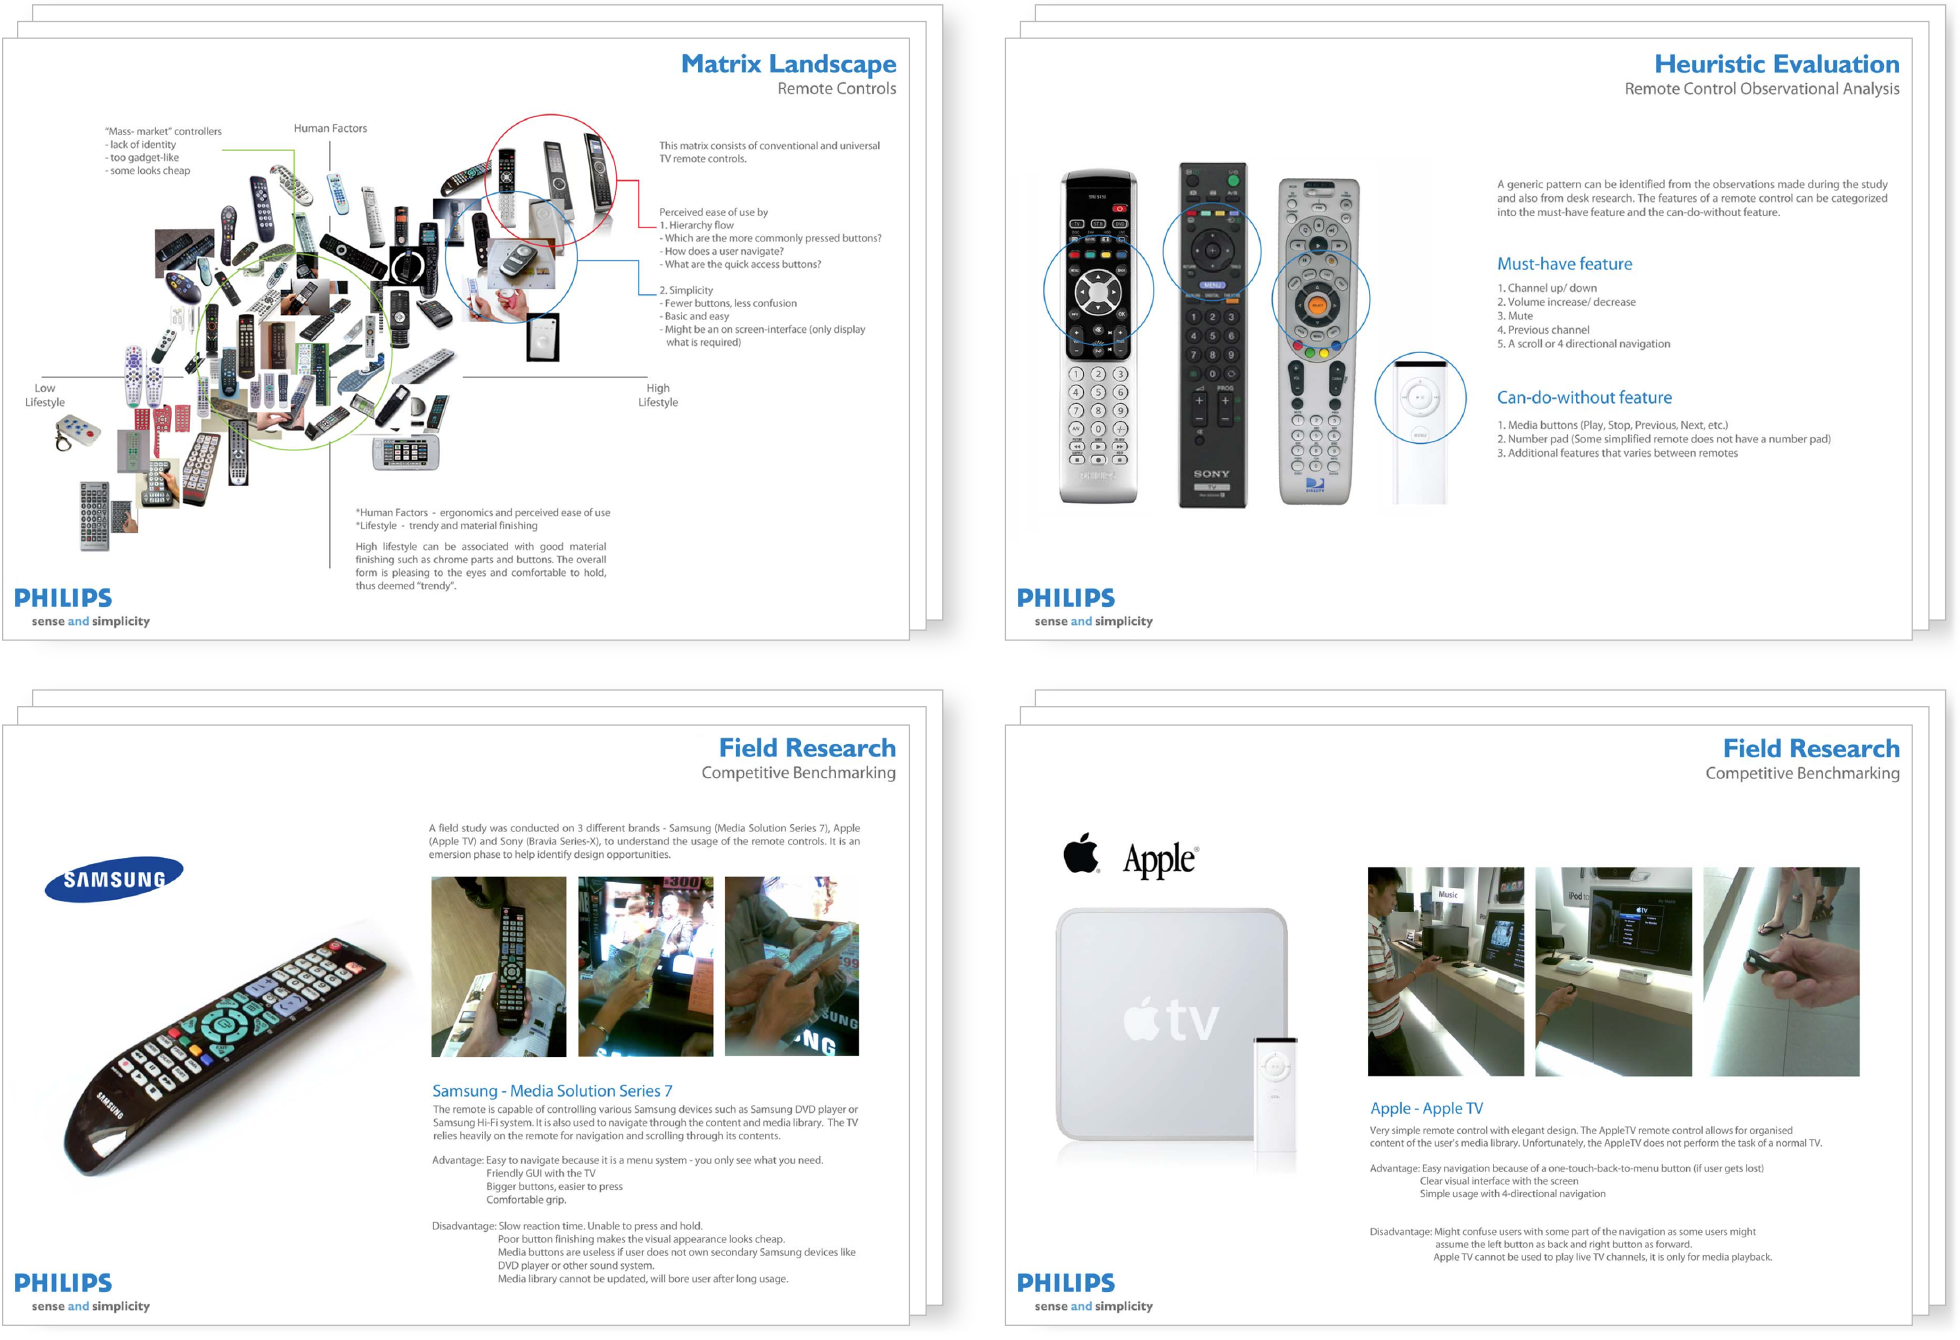 Matrix Landscape
Remote Controls
"Mass- market" controllers
- lack of identity
- too gadget-like
- some looks cheap
Human Factors
This matrix consists of conventional and universal
TV remote controls.
Perceived ease of use by
1. Hierarchy flow
- Which are the more commonly pressed buttons?
- How does a user navigate?
- What are the quick access buttons?
2. Simplicity
- Fewer buttons, less confusion
- Basic and easy
- Might be an on screen-interface (only display
what is required)
Low
Lifestyle
High
Lifestyle
*Human Factors - ergonomics and perceived ease of use
*Lifestyle - trendy and material finishing
High lifestyle can be associated with good material
finishing such as chrome parts and buttons. The overall
form is pleasing to the eyes and comfortable to hold,
thus deemed "trendy".
PHILIPS
sense and simplicity
Heuristic Evaluation
Remote Control Observational Analysis
A generic pattern can be identified from the observations made during the study
and also from desk research. The features of a remote control can be categorized
into the must-have feature and the can-do-without feature.
Must-have feature
1. Channel up/ down
2. Volume increase/ decrease
3. Mute
4. Previous channel
5. A scroll or 4 directional navigation
Can-do-without feature
1. Media buttons (Play, Stop, Previous, Next, etc.)
2. Number pad (Some simplified remote does not have a number pad)
3. Additional features that varies between remotes
MENU
PROG
SONY
TV
DIRECTV
PHILIPS
sense and simplicity
Field Research
Competitive Benchmarking
A field study was conducted on 3 different brands - Samsung (Media Solution Series 7), Apple
(Apple TV) and Sony (Bravia Series-X), to understand the usage of the remote controls. It is an
emersion phase to help identify design opportunities.
SAMSUNG
SAMSUNG
Samsung - Media Solution Series 7
The remote is capable of controlling various Samsung devices such as Samsung DVD player or
Samsung Hi-Fi system. It is also used to navigate through the content and media library. The TV
relies heavily on the remote for navigation and scrolling through its contents.
Advantage: Easy to navigate because it is a menu system - you only see what you need.
Friendly GUI with the TV
Bigger buttons, easier to press
Comfortable grip.
Disadvantage: Slow reaction time. Unable to press and hold.
Poor button finishing makes the visual appearance looks cheap.
Media buttons are useless if user does not own secondary Samsung devices like
DVD player or other sound system.
Media library cannot be updated, will bore user after long usage.
PHILIPS
sense and simplicity
Field Research
Competitive Benchmarking
Apple
tv
Music
iPod to
Apple - Apple TV
Very simple remote control with elegant design. The AppleTV remote control allows for organised
content of the user's media library. Unfortunately, the AppleTV does not perform the task of a normal TV.
Advantage: Easy navigation because of a one-touch-back-to-menu button (if user gets lost)
Clear visual interface with the screen
Simple usage with 4-directional navigation
Disadvantage: Might confuse users with some part of the navigation as some users might
assume the left button as back and right button as forward.
Apple TV cannot be used to play live TV channels, it is only for media playback.
PHILIPS
sense and simplicity